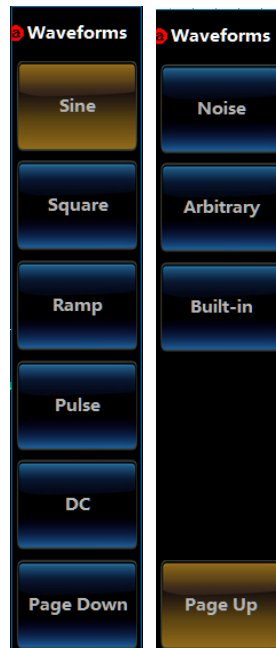 a Waveforms
Sine
Square
Ramp
Pulse
DC
Page Down
a Waveforms
Noise
Arbitrary
Built-in
Page Up